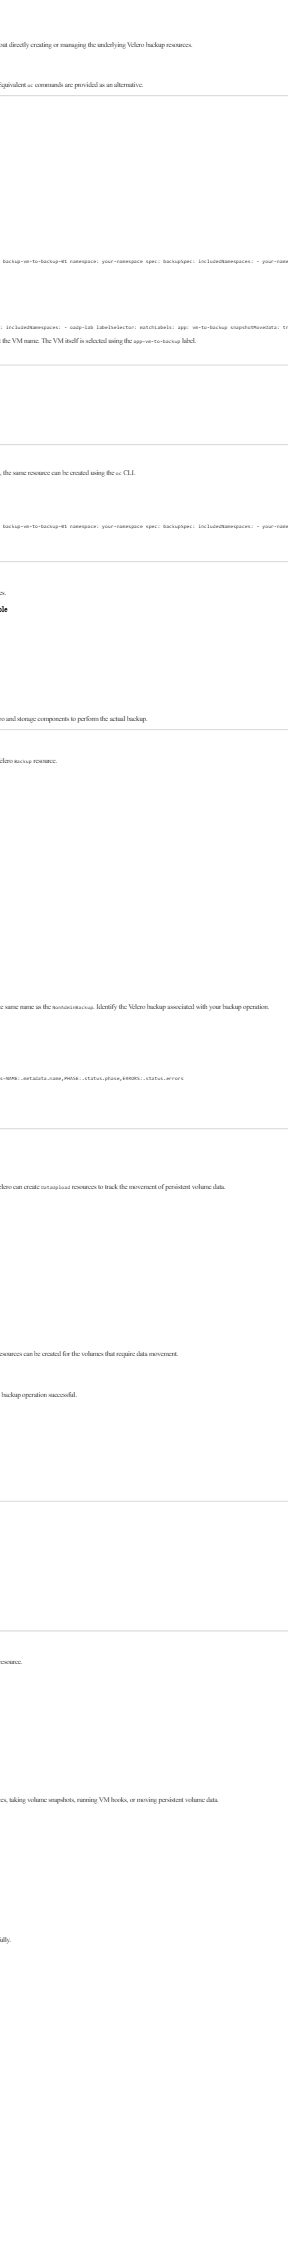 out directly creating or managing the underlying Velero backup resources.
Equivalent oc commands are provided as an alternative.
backup-vm-to-backup-01 namespace: your-namespace spec: backupSpec: includedNamespaces: - your-name
: includedNamespaces: - oadp-lab labelSelector: matchLabels: app: vm-to-backup snapshotMoveData: tr
the VM name. The VM itself is selected using the app=vm-to-backup label.
, the same resource can be created using the oc CLI.
backup-vm-to-backup-01 namespace: your-namespace spec: backupSpec: includedNamespaces: - your-name
es.
ble
ro and storage components to perform the actual backup.
elero Backup resource.
e same name as the NonAdminBackup. Identify the Velero backup associated with your backup operation.
s=NAME:.metadata.name,PHASE:.status.phase,ERRORS:.status.errors
elero can create DataUpload resources to track the movement of persistent volume data.
esources can be created for the volumes that require data movement.
backup operation successful.
resource.
es, taking volume snapshots, running VM hooks, or moving persistent volume data.
fully.